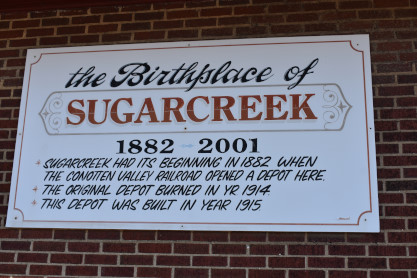 the Birthplace of
SUGARCREEK
1882 - 2001
+ SUGARCREEK HAD ITS BEGINNING IN 1882 WHEN
THE CONOTTEN VALLEY RAILROAD OPENED A DEPOT HERE
+ THE ORIGINAL DEPOT BURNED IN YR 1914
+ THIS DEPOT WAS BUILT IN YEAR 1915